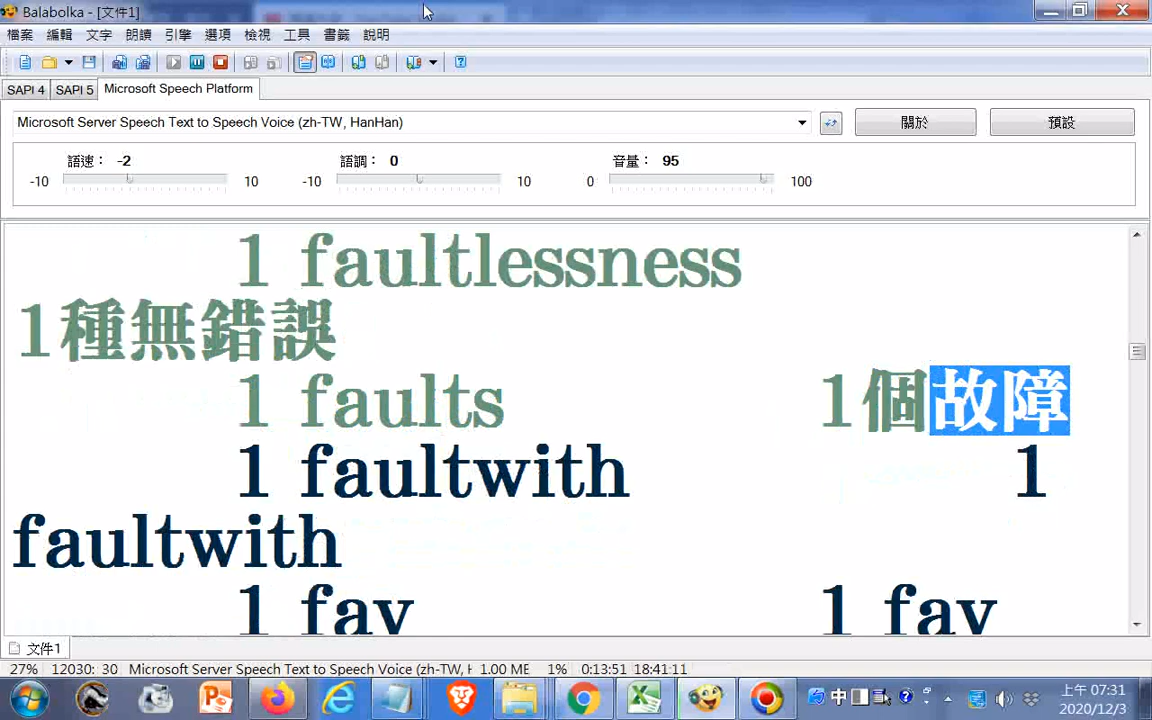 Balabolka - [文件1]
檔案 編輯 文字 朗讀 引擎 選項 檢視 工具 書籤 說明
SAPI 4 SAPI 5 Microsoft Speech Platform
Microsoft Server Speech Text to Speech Voice (zh-TW, HanHan) 關於 預設
語速： -2 語調： 0 音量： 95
-10 10 -10 10 0 100
1 faultlessness
1種無錯誤
1 faults 1個故障
1 faultwith 1
faultwith
1 fav 1 fav
文件1
27% 12030: 30 Microsoft Server Speech Text to Speech Voice (zh-TW, 1.00 ME 1% 0:13:51 18:41:11
中 上午 07:31
2020/12/3